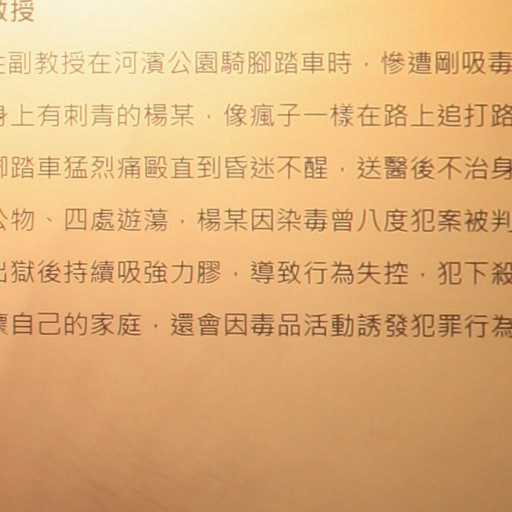 教授
副教授在河濱公園騎腳踏車時，慘遭剛吸毒
身上有刺青的楊某，像瘋子一樣在路上追打路
腳踏車猛烈痛毆直到昏迷不醒，送醫後不治身
公物、四處遊蕩，楊某因染毒曾八度犯案被判
出獄後持續吸強力膠，導致行為失控，犯下殺
壞自己的家庭，還會因毒品活動誘發犯罪行為